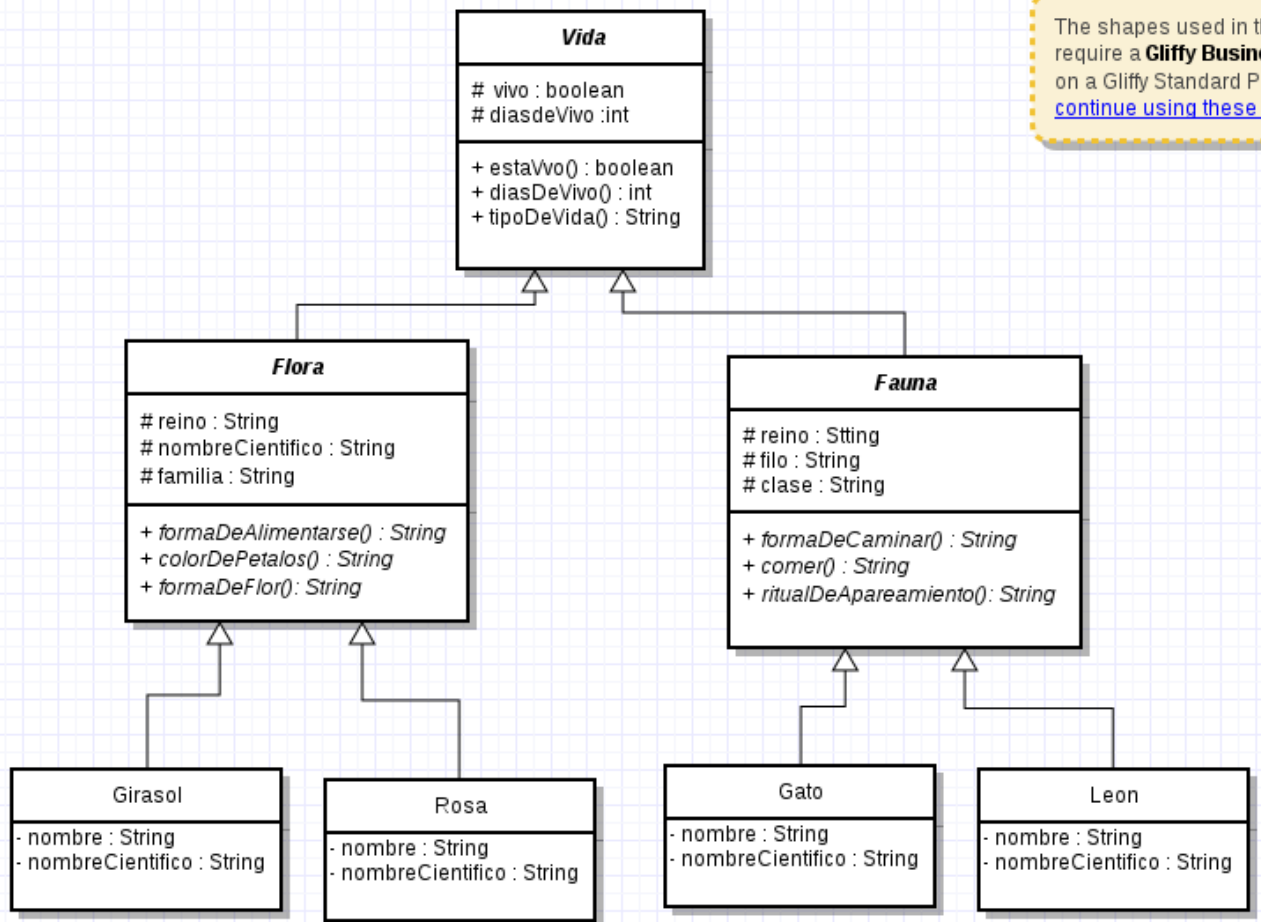 Vida
# vivo : boolean
# diasdeVivo :int
+ estaVvo() : boolean
+ diasDeVivo() : int
+ tipoDeVida() : String
The shapes used in th
require a Gliffy Busine
on a Gliffy Standard P
continue using these
Flora
# reino : String
# nombreCientifico : String
# familia : String
+ formaDeAlimentarse() : String
+ colorDePetalos() : String
+ formaDeFlor(): String
Fauna
# reino : Stting
# filo : String
# clase : String
+ formaDeCaminar() : String
+ comer() : String
+ ritualDeApareamiento(): String
Girasol
- nombre : String
- nombreCientifico : String
Rosa
- nombre : String
- nombreCientifico : String
Gato
- nombre : String
- nombreCientifico : String
Leon
- nombre : String
- nombreCientifico : String